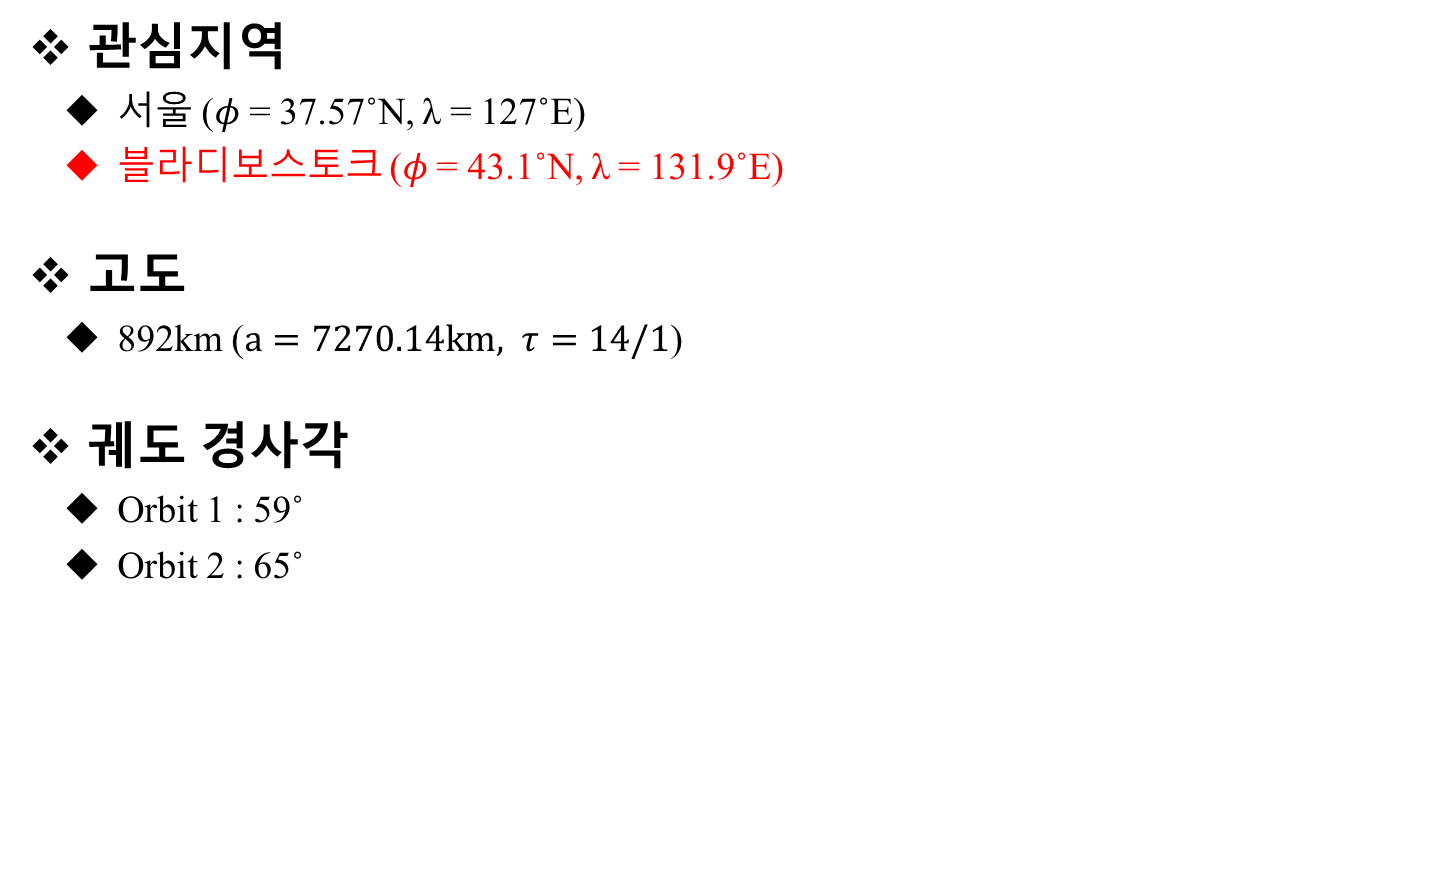 ❖ 관심지역
◆ 서울 (ϕ = 37.57˚N, λ = 127˚E)
◆ 블라디보스토크 (ϕ = 43.1˚N, λ = 131.9˚E)
❖ 고도
◆ 892km (a = 7270.14km, τ = 14/1)
❖ 궤도 경사각
◆ Orbit 1 : 59˚
◆ Orbit 2 : 65˚